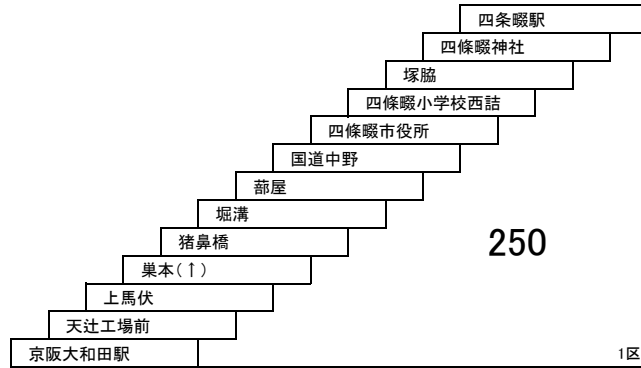 四条畷駅
四條畷神社
塚脇
四條畷小学校西詰
四條畷市役所
国道中野
蔀屋
堀溝
猪鼻橋
250
巣本(↑)
上馬伏
天辻工場前
京阪大和田駅
1区